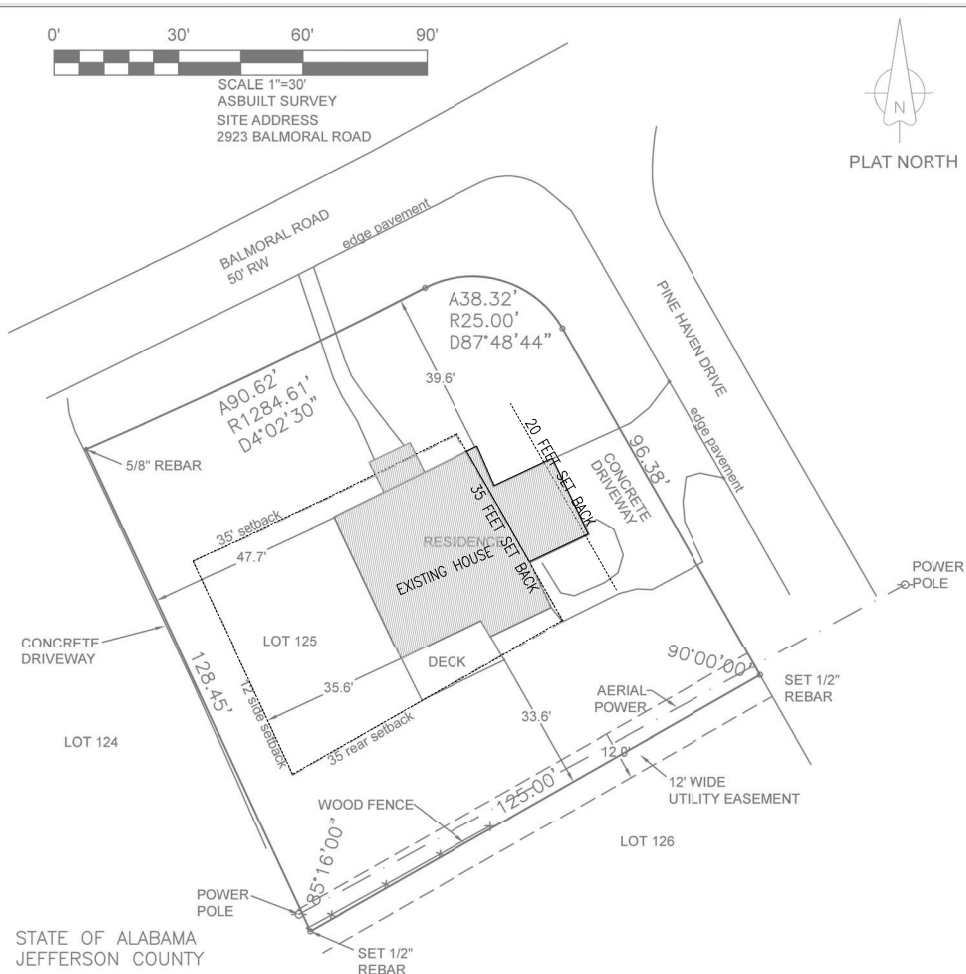 0' 30' 60' 90'
SCALE 1"=30'
ASBUILT SURVEY
SITE ADDRESS
2923 BALMORAL ROAD
N
PLAT NORTH
BALMORAL ROAD
50' RW
edge pavement
A38.32'
R25.00'
D87°48'44"
PINE HAVEN DRIVE
edge pavement
A90.62'
R1284.61'
D4°02'30"
39.6'
5/8" REBAR
20 FEET SET BACK
CONCRETE
DRIVEWAY
96.38'
35' setback
47.7'
RESIDENCE
EXISTING HOUSE
35 FEET SET BACK
POWER
POLE
CONCRETE
DRIVEWAY
LOT 125
128.45'
12 side setback
35.6'
DECK
35 rear setback
33.6'
90°00'00"
SET 1/2"
REBAR
AERIAL
POWER
LOT 124
12.0'
12' WIDE
UTILITY EASEMENT
WOOD FENCE
125.00'
LOT 126
85°16'00"
POWER
POLE
STATE OF ALABAMA
JEFFERSON COUNTY
SET 1/2"
REBAR